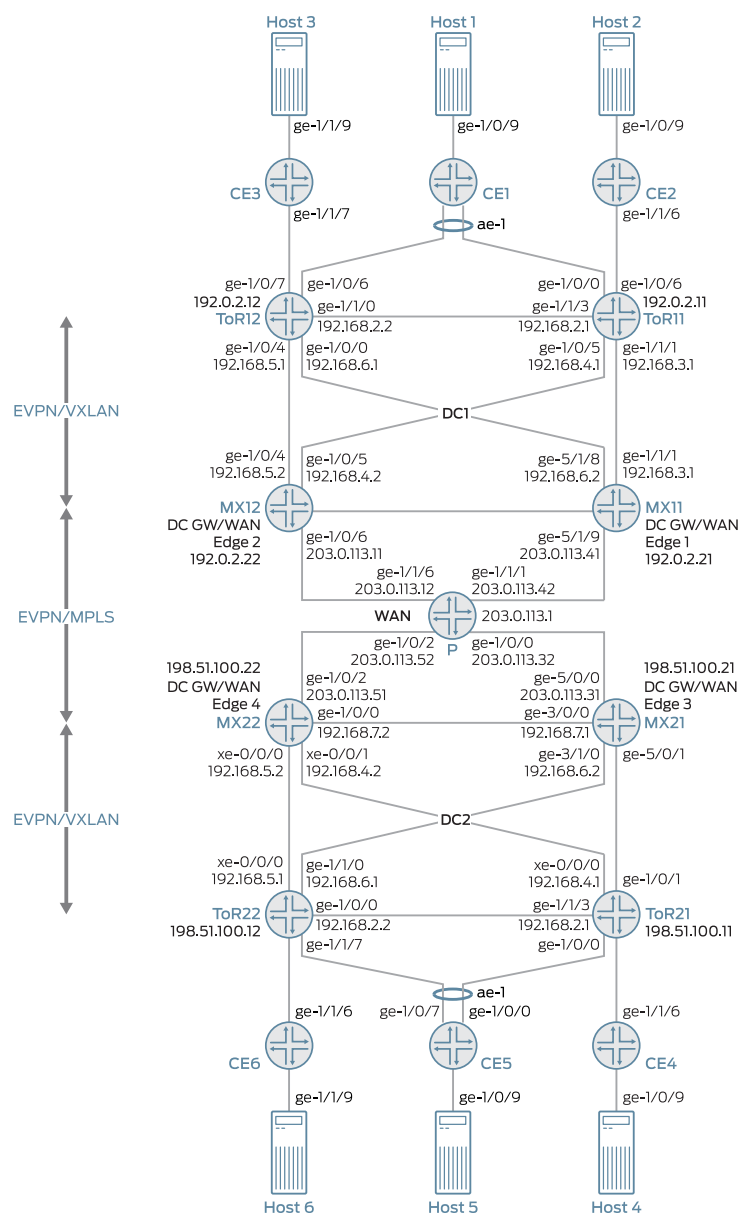 Host 3
Host 1
Host 2
ge-1/1/9
ge-1/0/9
ge-1/0/9
CE3
CE1
CE2
ge-1/1/7
ae-1
ge-1/1/6
ge-1/0/7
ge-1/0/6
ge-1/0/0
ge-1/0/6
192.0.2.12
192.0.2.11
ToR12
ge-1/1/0
ge-1/1/3
ToR11
192.168.2.2
192.168.2.1
ge-1/0/4
ge-1/0/0
ge-1/0/5
ge-1/1/1
192.168.5.1
192.168.6.1
192.168.4.1
192.168.3.1
EVPN/VXLAN
DC1
ge-1/0/4
ge-1/0/5
ge-5/1/8
ge-1/1/1
192.168.5.2
192.168.4.2
192.168.6.2
192.168.3.1
MX12
MX11
DC GW/WAN
Edge 2
192.0.2.22
ge-1/0/6
203.0.113.11
ge-5/1/9
203.0.113.41
DC GW/WAN
Edge 1
192.0.2.21
ge-1/1/6
203.0.113.12
ge-1/1/1
203.0.113.42
EVPN/MPLS
WAN
203.0.113.1
P
ge-1/0/2
203.0.113.52
ge-1/0/0
203.0.113.32
198.51.100.22
DC GW/WAN
Edge 4
ge-1/0/2
203.0.113.51
ge-5/0/0
203.0.113.31
198.51.100.21
DC GW/WAN
Edge 3
MX22
ge-1/0/0
192.168.7.2
ge-3/0/0
192.168.7.1
MX21
xe-0/0/0
192.168.5.2
xe-0/0/1
192.168.4.2
ge-3/1/0
192.168.6.2
ge-5/0/1
EVPN/VXLAN
DC2
xe-0/0/0
192.168.5.1
ge-1/1/0
192.168.6.1
xe-0/0/0
192.168.4.1
ge-1/0/1
ToR22
198.51.100.12
ge-1/0/0
192.168.2.2
ge-1/1/3
192.168.2.1
ToR21
198.51.100.11
ge-1/1/7
ge-1/0/0
ae-1
ge-1/1/6
ge-1/0/7
ge-1/0/0
ge-1/1/6
CE6
CE5
CE4
ge-1/1/9
ge-1/0/9
ge-1/0/9
Host 6
Host 5
Host 4